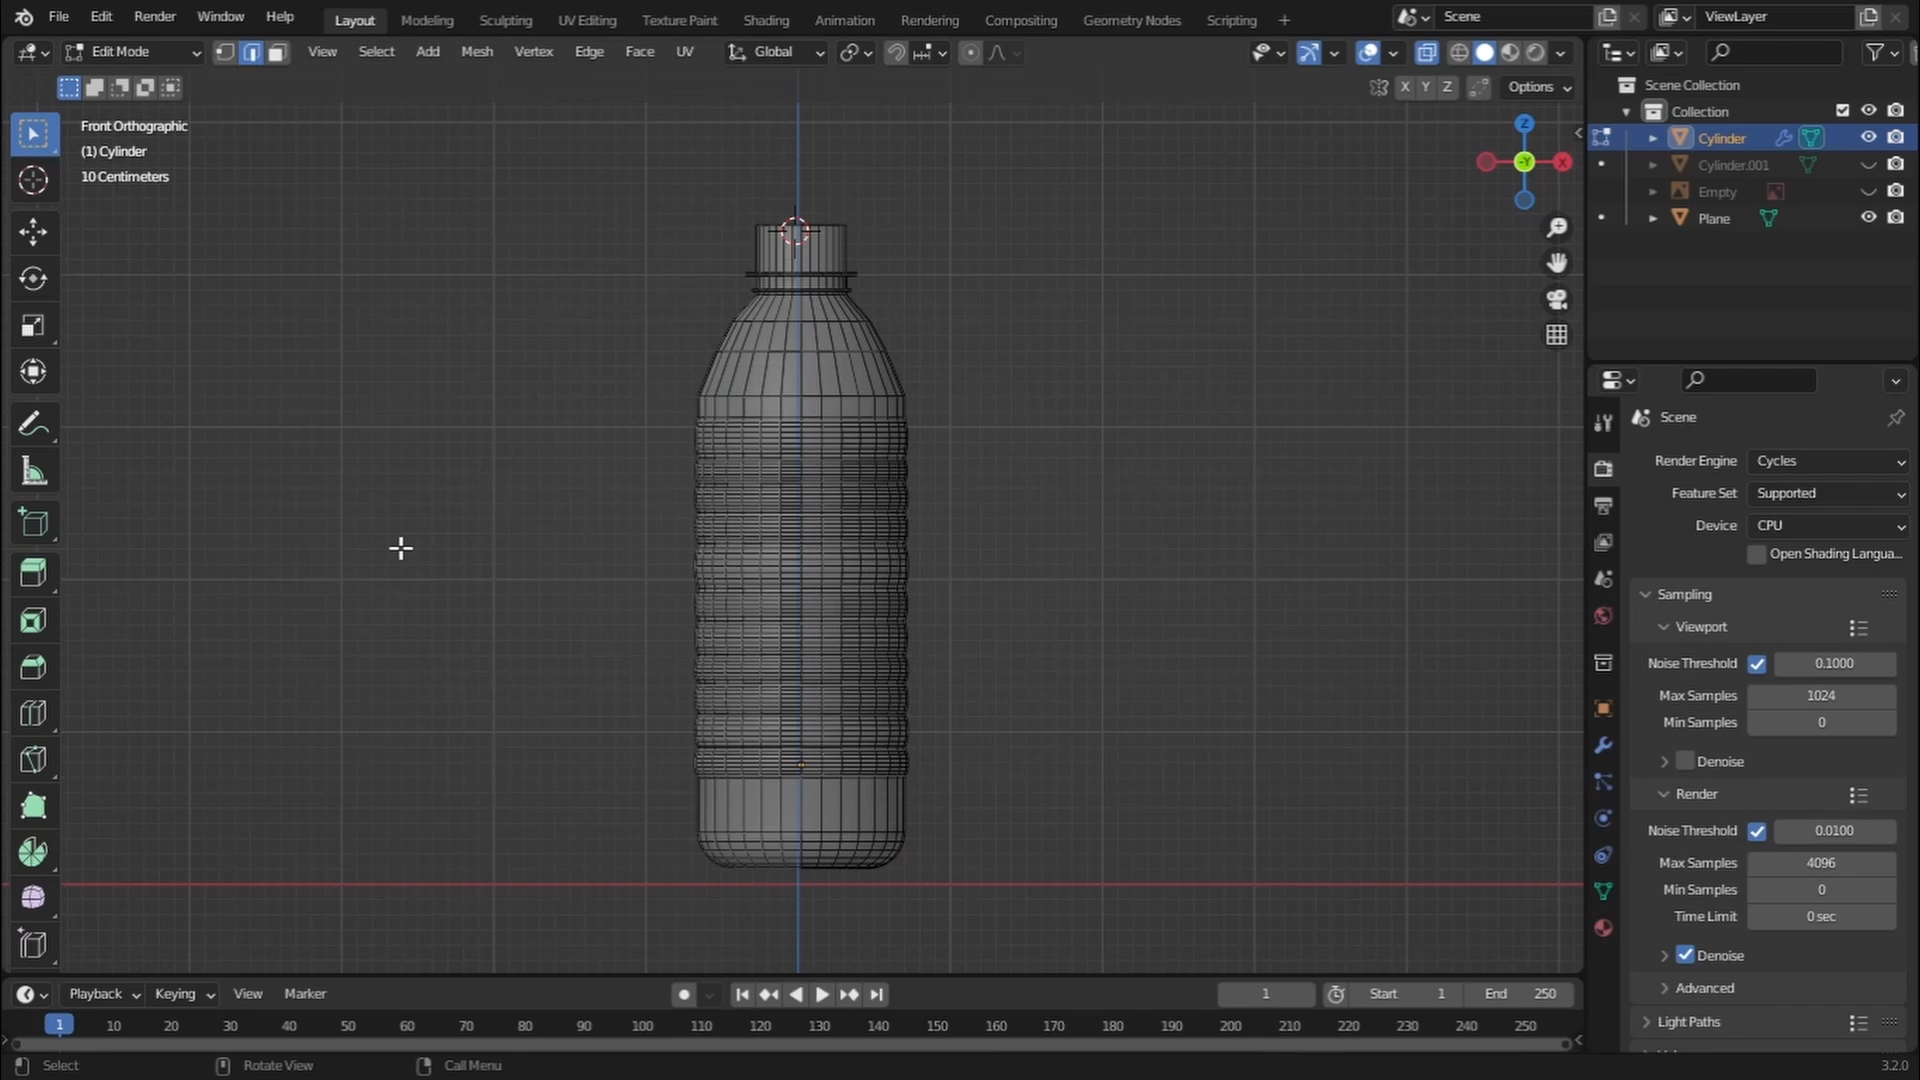 File Edit Render Window Help Layout Modeling Sculpting UV Editing Texture Paint Shading Animation Rendering Compositing Geometry Nodes Scripting + Scene ViewLayer
Edit Mode View Select Add Mesh Vertex Edge Face UV Global
X Y Z Options
Front Orthographic
(1) Cylinder
10 Centimeters
Z
-Y X
Scene Collection
Collection
Cylinder
Cylinder.001
Empty
Plane
Scene
Render Engine Cycles
Feature Set Supported
Device CPU
Open Shading Langua...
Sampling
Viewport
Noise Threshold 0.1000
Max Samples 1024
Min Samples 0
Denoise
Render
Noise Threshold 0.0100
Max Samples 4096
Min Samples 0
Time Limit 0 sec
Denoise
Advanced
Light Paths
Playback Keying View Marker 1 Start 1 End 250
1 10 20 30 40 50 60 70 80 90 100 110 120 130 140 150 160 170 180 190 200 210 220 230 240 250
Select Rotate View Call Menu 3.2.0